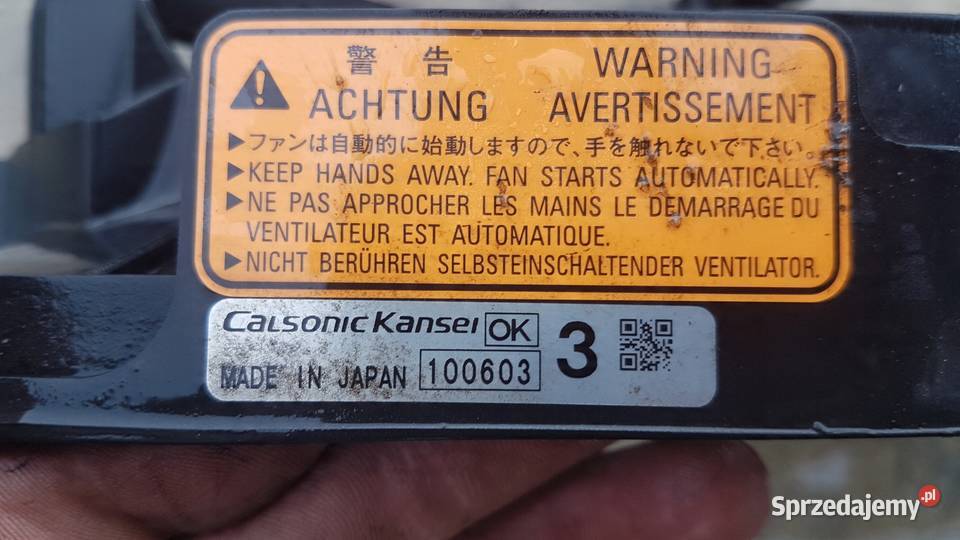 警告 WARNING
ACHTUNG AVERTISSEMENT
▶ファンは自動的に始動しますので、手を触れないで下さい。
▶KEEP HANDS AWAY. FAN STARTS AUTOMATICALLY.
▶NE PAS APPROCHER LES MAINS LE DEMARRAGE DU
VENTILATEUR EST AUTOMATIQUE.
▶NICHT BERÜHREN SELBSTEINSCHALTENDER VENTILATOR.
CALSONIC KANSEI OK 3
MADE IN JAPAN 100603
Sprzedajemy.pl